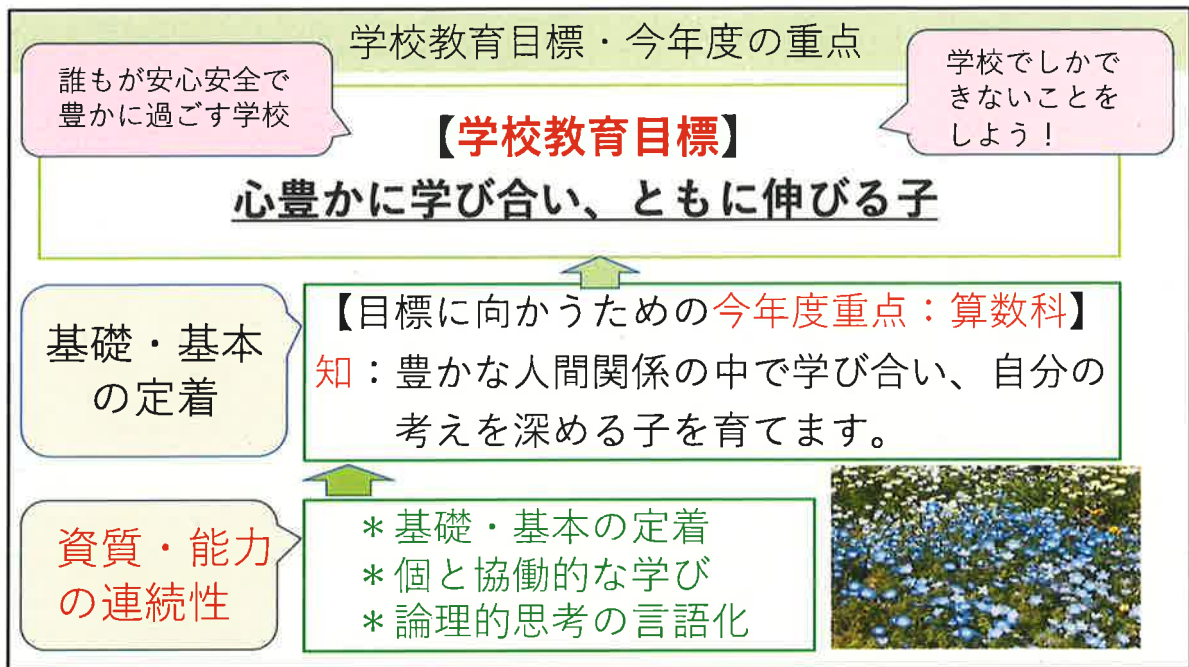 学校教育目標・今年度の重点
誰もが安心安全で
豊かに過ごす学校
学校でしかで
きないことを
しよう！
【学校教育目標】
心豊かに学び合い、ともに伸びる子
基礎・基本
の定着
【目標に向かうための今年度重点：算数科】
知：豊かな人間関係の中で学び合い、自分の
考えを深める子を育てます。
資質・能力
の連続性
＊基礎・基本の定着
＊個と協働的な学び
＊論理的思考の言語化